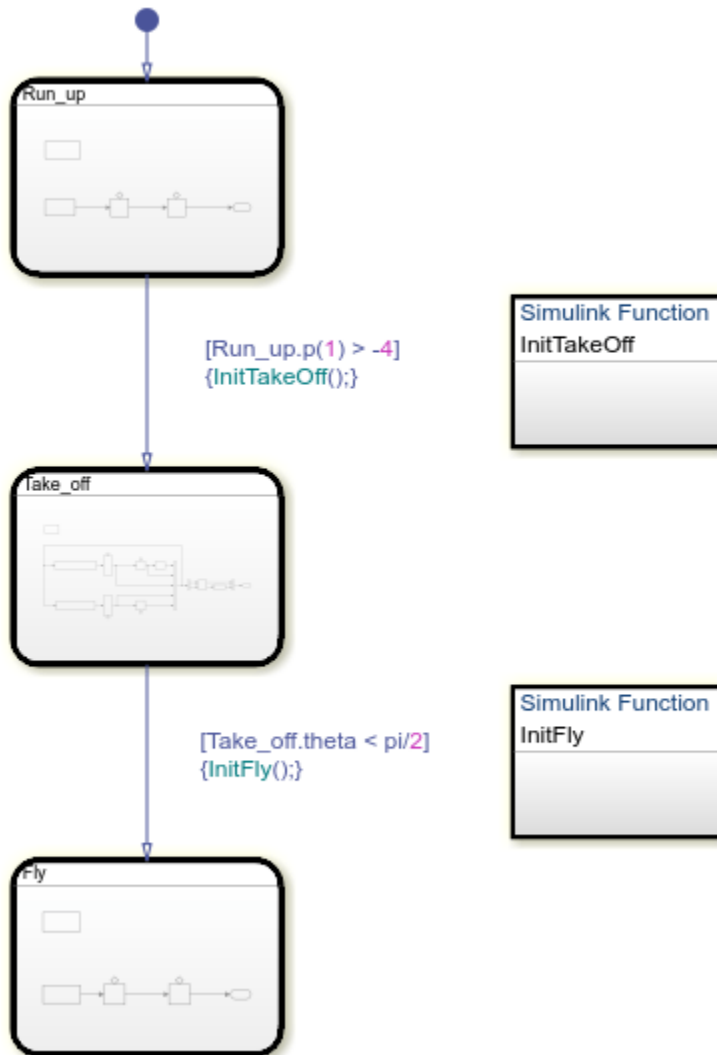 Run_up
[Run_up.p(1) > -4]
{InitTakeOff();}
Simulink Function
InitTakeOff
Take_off
[Take_off.theta < pi/2]
{InitFly();}
Simulink Function
InitFly
Fly